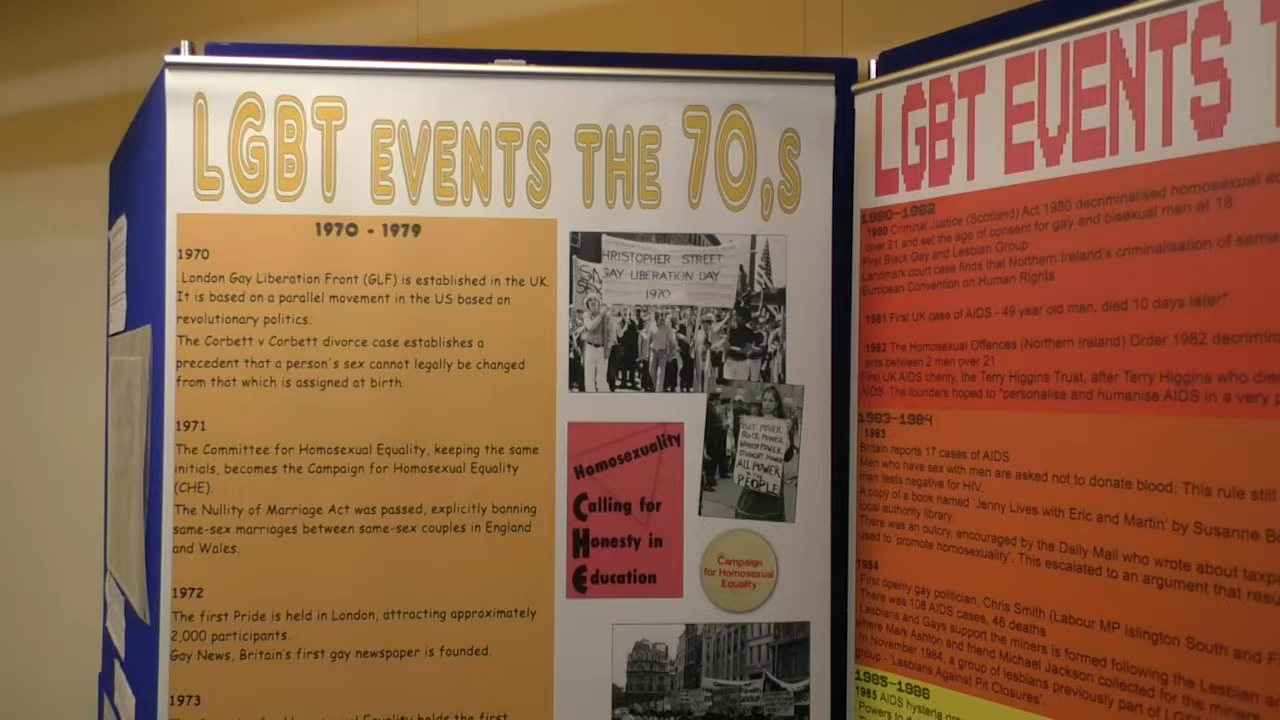 LGBT EVENTS THE 70,S
1970 - 1979
1970
London Gay Liberation Front (GLF) is established in the UK.
It is based on a parallel movement in the US based on
revolutionary politics.
The Corbett v Corbett divorce case establishes a
precedent that a person's sex cannot legally be changed
from that which is assigned at birth.
1971
The Committee for Homosexual Equality, keeping the same
initials, becomes the Campaign for Homosexual Equality
(CHE).
The Nullity of Marriage Act was passed, explicitly banning
same-sex marriages between same-sex couples in England
and Wales.
1972
The first Pride is held in London, attracting approximately
2,000 participants.
Gay News, Britain's first gay newspaper is founded.
1973
HRISTOPHER STREET
GAY LIBERATION DAY
1970
BLACK POWER
WOMEN POWER
STUDENT POWER
ALL POWER
PEOPLE
Homosexuality
Calling for
Honesty in
Education
Campaign
for Homosexual
Equality
LGBT EVENTS
1980-1982
1980 Criminal Justice (Scotland) Act 1980 decriminalised homosexual
over 21 and set the age of consent for gay and bisexual men at 18
First Black Gay and Lesbian Group
Landmark court case finds that Northern Ireland's criminalisation of same
European Convention on Human Rights
1981 First UK case of AIDS - 49 year old man, died 10 days later"
1982 The Homosexual Offences (Northern Ireland) Order 1982
acts between 2 men over 21
First UK AIDS charity, the Terry Higgins Trust, after Terry Higgins who
AIDS. The founders hoped to "personalise and humanise AIDS in a very
1983-1984
1983
Britain reports 17 cases of AIDS
Men who have sex with men are asked not to donate blood. This rule still
man tests negative for HIV.
A copy of a book named 'Jenny Lives with Eric and Martin' by Susanne
local authority library.
There was an outcry, encouraged by the Daily Mail who wrote about
used to 'promote homosexuality'. This escalated to an argument that
1984
First openly gay politician, Chris Smith (Labour MP Islington South and
There was 108 AIDS cases, 46 deaths
Lesbians and Gays support the miners is formed following the Lesbian
where Mark Ashton and friend Michael Jackson collected for the miners
In November 1984, a group of lesbians previously part of
group - 'Lesbians Against Pit Closures'.
1985-1986
1985 AIDS hysteria